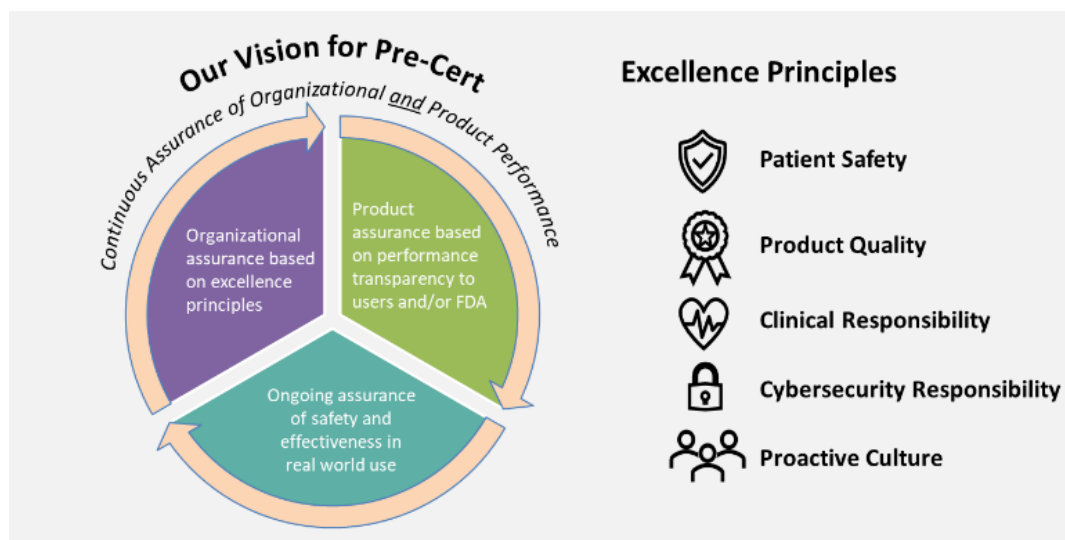 Our Vision for Pre-Cert
Continuous Assurance of Organizational and Product Performance
Organizational
assurance based
on excellence
principles
Product
assurance based
on performance
transparency to
users and/or FDA
Ongoing assurance
of safety and
effectiveness in
real world use
Excellence Principles
Patient Safety
Product Quality
Clinical Responsibility
Cybersecurity Responsibility
Proactive Culture